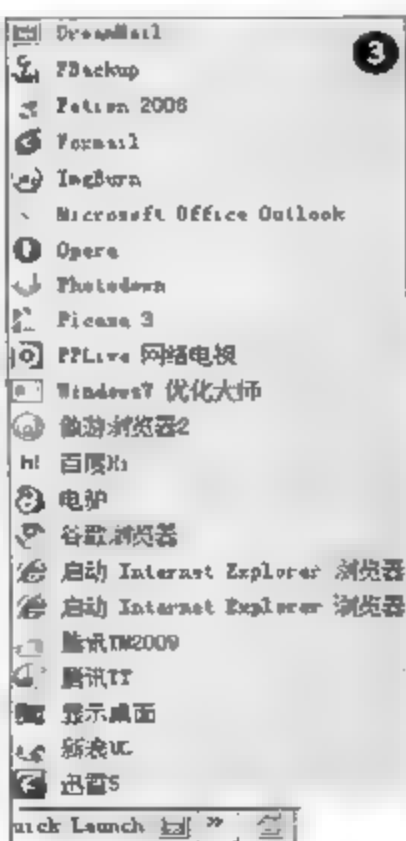 DreamMail
3
FBackup
Fetion 2008
Foxmail
ImgBurn
Microsoft Office Outlook
Opera
Photodown
Picasa 3
PPLive 网络电视
Windows7 优化大师
傲游浏览器2
百度Hi
电驴
谷歌浏览器
启动 Internet Explorer 浏览器
启动 Internet Explorer 浏览器
腾讯TM2009
腾讯TT
显示桌面
新浪UC
迅雷5
uick Launch »